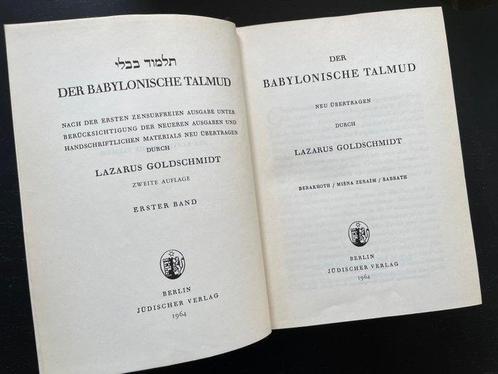 תלמוד בבלי
DER BABYLONISCHE TALMUD
NACH DER ERSTEN ZENSURFREIEN AUSGABE UNTER
BERÜCKSICHTIGUNG DER NEUEREN AUSGABEN UND
HANDSCHRIFTLICHEN MATERIALS NEU ÜBERTRAGEN
DURCH
LAZARUS GOLDSCHMIDT
ZWEITE AUFLAGE
ERSTER BAND
BERLIN
JÜDISCHER VERLAG
1964
DER
BABYLONISCHE TALMUD
NEU ÜBERTRAGEN
DURCH
LAZARUS GOLDSCHMIDT
BERAKHOTH / MIŠNA ZERAÍM / ŠABBATH
BERLIN
JÜDISCHER VERLAG
1964